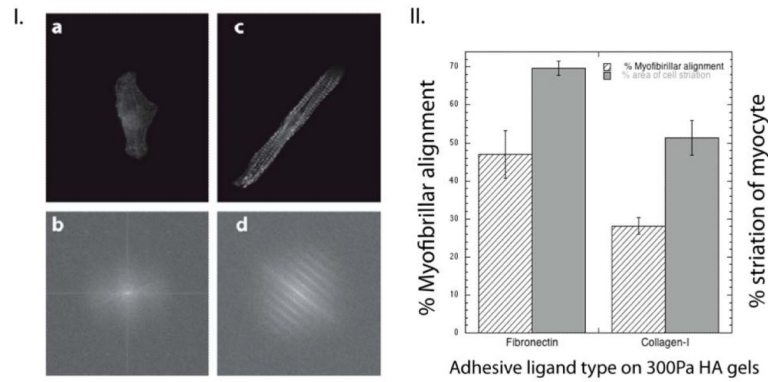 I.
II.
a
c
b
d
% Myofibrillar alignment
70
60
50
40
30
20
10
0
% Myofibirillar alignment
% area of cell striation
% striation of myocyte
Fibronectin
Collagen-I
Adhesive ligand type on 300Pa HA gels